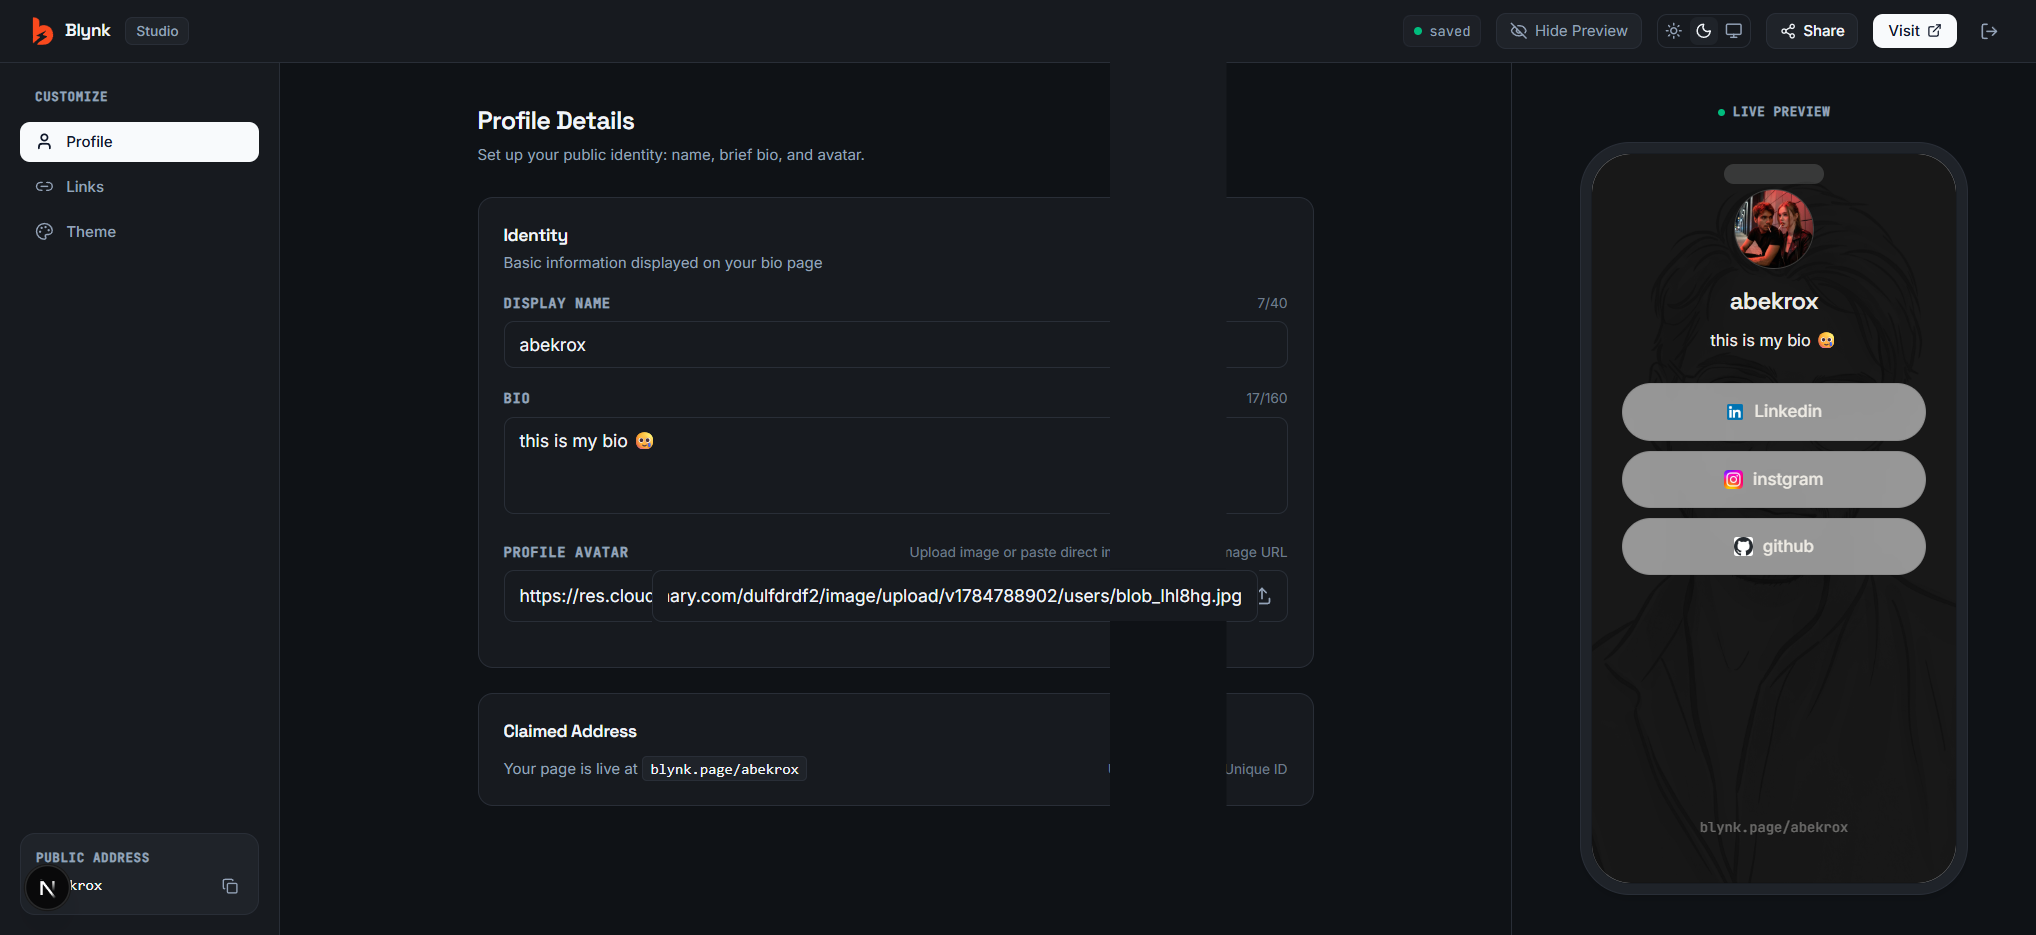 Blynk
Studio
saved
Hide Preview
Share
Visit
CUSTOMIZE
Profile
Links
Theme
PUBLIC ADDRESS
N
krox
Profile Details
Set up your public identity: name, brief bio, and avatar.
Identity
Basic information displayed on your bio page
DISPLAY NAME
7/40
abekrox
BIO
17/160
this is my bio 🤪
PROFILE AVATAR
Upload image or paste direct
mage URL
https://res.cloud
ary.com/dulfdrdf2/image/upload/v1784788902/users/blob_lhl8hg.jpg
Claimed Address
Your page is live at blynk.page/abekrox
Unique ID
LIVE PREVIEW
abekrox
this is my bio
Linkedin
instgram
github
blynk.page/abekrox